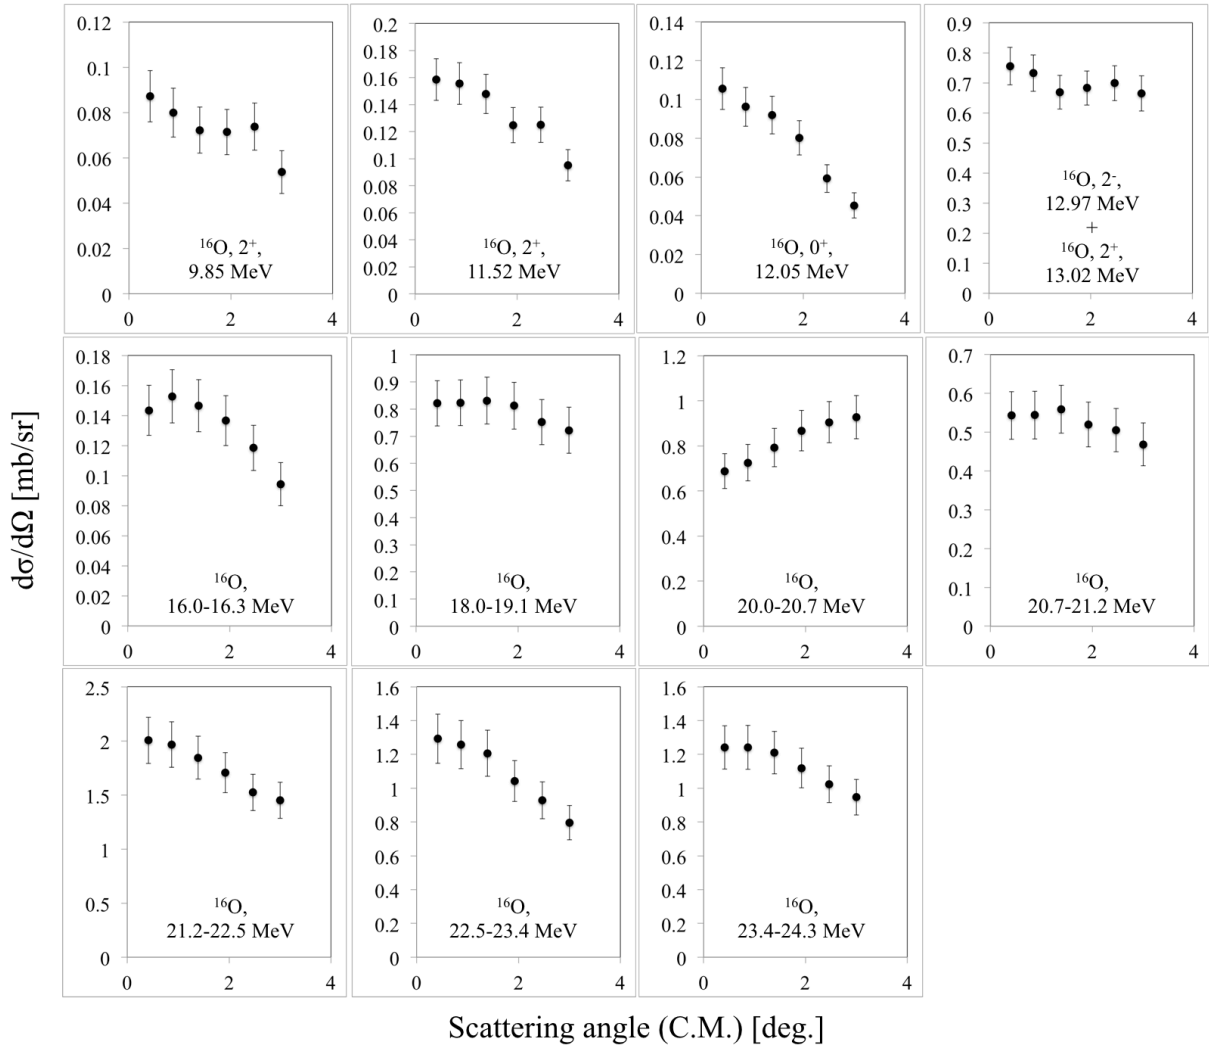 dσ/dΩ [mb/sr]
0.12
0.1
0.08
0.06
0.04
0.02
0
0 2 4
¹⁶O, 2⁺,
9.85 MeV
0.2
0.18
0.16
0.14
0.12
0.1
0.08
0.06
0.04
0.02
0
0 2 4
¹⁶O, 2⁺,
11.52 MeV
0.14
0.12
0.1
0.08
0.06
0.04
0.02
0
0 2 4
¹⁶O, 0⁺,
12.05 MeV
0.9
0.8
0.7
0.6
0.5
0.4
0.3
0.2
0.1
0
0 2 4
¹⁶O, 2⁻,
12.97 MeV
+
¹⁶O, 2⁺,
13.02 MeV
0.18
0.16
0.14
0.12
0.1
0.08
0.06
0.04
0.02
0
0 2 4
¹⁶O,
16.0-16.3 MeV
1
0.9
0.8
0.7
0.6
0.5
0.4
0.3
0.2
0.1
0
0 2 4
¹⁶O,
18.0-19.1 MeV
1.2
1
0.8
0.6
0.4
0.2
0
0 2 4
¹⁶O,
20.0-20.7 MeV
0.7
0.6
0.5
0.4
0.3
0.2
0.1
0
0 2 4
¹⁶O,
20.7-21.2 MeV
2.5
2
1.5
1
0.5
0
0 2 4
¹⁶O,
21.2-22.5 MeV
1.6
1.4
1.2
1
0.8
0.6
0.4
0.2
0
0 2 4
¹⁶O,
22.5-23.4 MeV
1.6
1.4
1.2
1
0.8
0.6
0.4
0.2
0
0 2 4
¹⁶O,
23.4-24.3 MeV
Scattering angle (C.M.) [deg.]